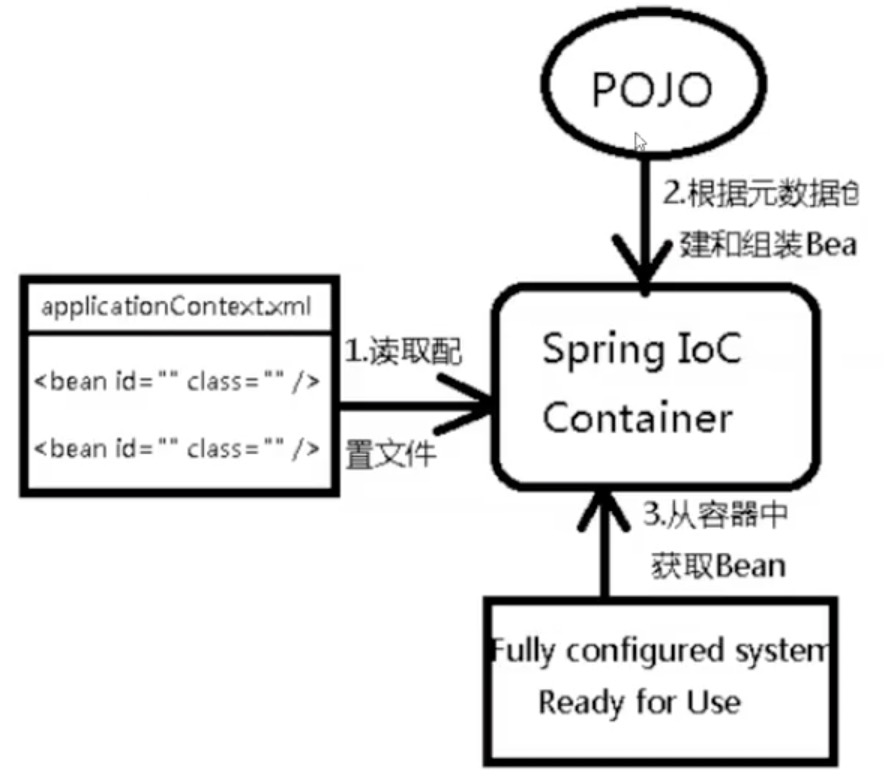 POJO
2.根据元数据创
建和组装Bea
applicationContext.xml
<bean id="" class="" />
<bean id="" class="" />
1.读取配
置文件
Spring IoC
Container
3.从容器中
获取Bean
Fully configured system
Ready for Use